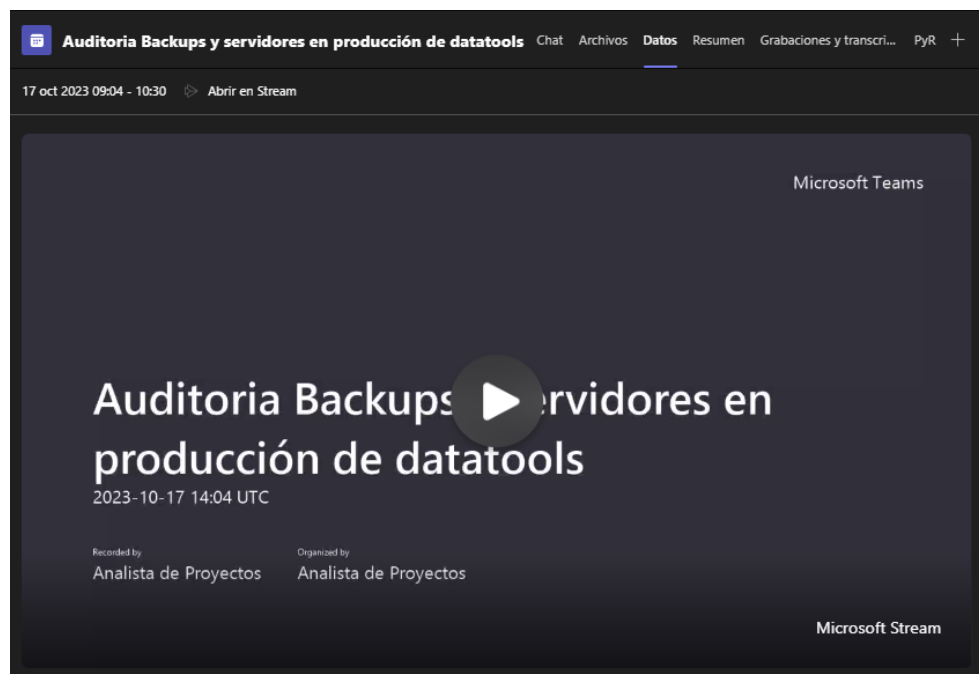 Auditoria Backups y servidores en producción de datatools Chat Archivos Datos Resumen Grabaciones y transcri... PyR
17 oct 2023 09:04 - 10:30 Abrir en Stream
Microsoft Teams
Auditoria Backups ervidores en
producción de datatools
2023-10-17 14:04 UTC
Recorded by Organized by
Analista de Proyectos Analista de Proyectos
Microsoft Stream